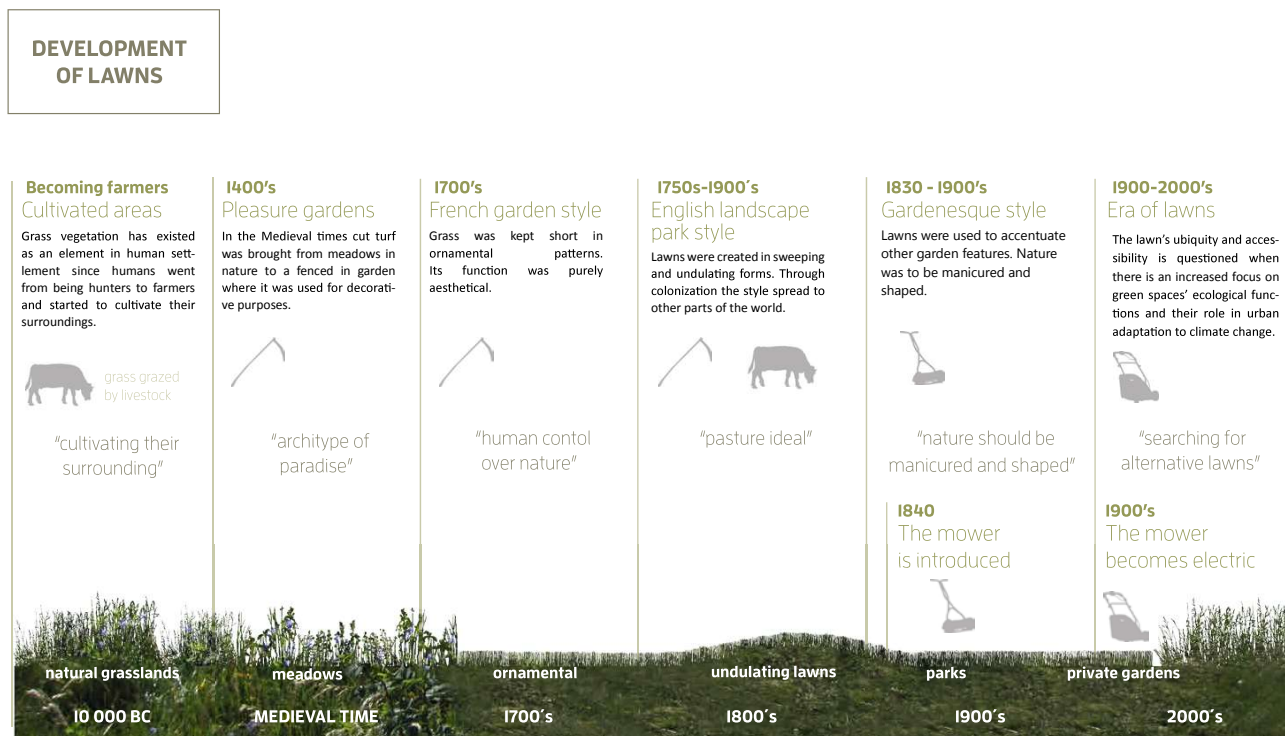 DEVELOPMENT
OF LAWNS
Becoming farmers
Cultivated areas
Grass vegetation has existed
as an element in human sett-
lement since humans went
from being hunters to farmers
and started to cultivate their
surroundings.
grass grazed
by livestock
"cultivating their
surrounding"
1400's
Pleasure gardens
In the Medieval times cut turf
was brought from meadows in
nature to a fenced in garden
where it was used for decorati-
ve purposes.
"architype of
paradise"
1700's
French garden style
Grass was kept short in
ornamental patterns.
Its function was purely
aesthetical.
"human contol
over nature"
1750s-1900´s
English landscape
park style
Lawns were created in sweeping
and undulating forms. Through
colonization the style spread to
other parts of the world.
"pasture ideal"
1830 - 1900's
Gardenesque style
Lawns were used to accentuate
other garden features. Nature
was to be manicured and
shaped.
"nature should be
manicured and shaped"
1840
The mower
is introduced
1900-2000's
Era of lawns
The lawn's ubiquity and acces-
sibility is questioned when
there is an increased focus on
green spaces' ecological func-
tions and their role in urban
adaptation to climate change.
"searching for
alternative lawns"
1900's
The mower
becomes electric
natural grasslands
meadows
ornamental
undulating lawns
parks
private gardens
10 000 BC
MEDIEVAL TIME
1700´s
1800´s
1900´s
2000´s